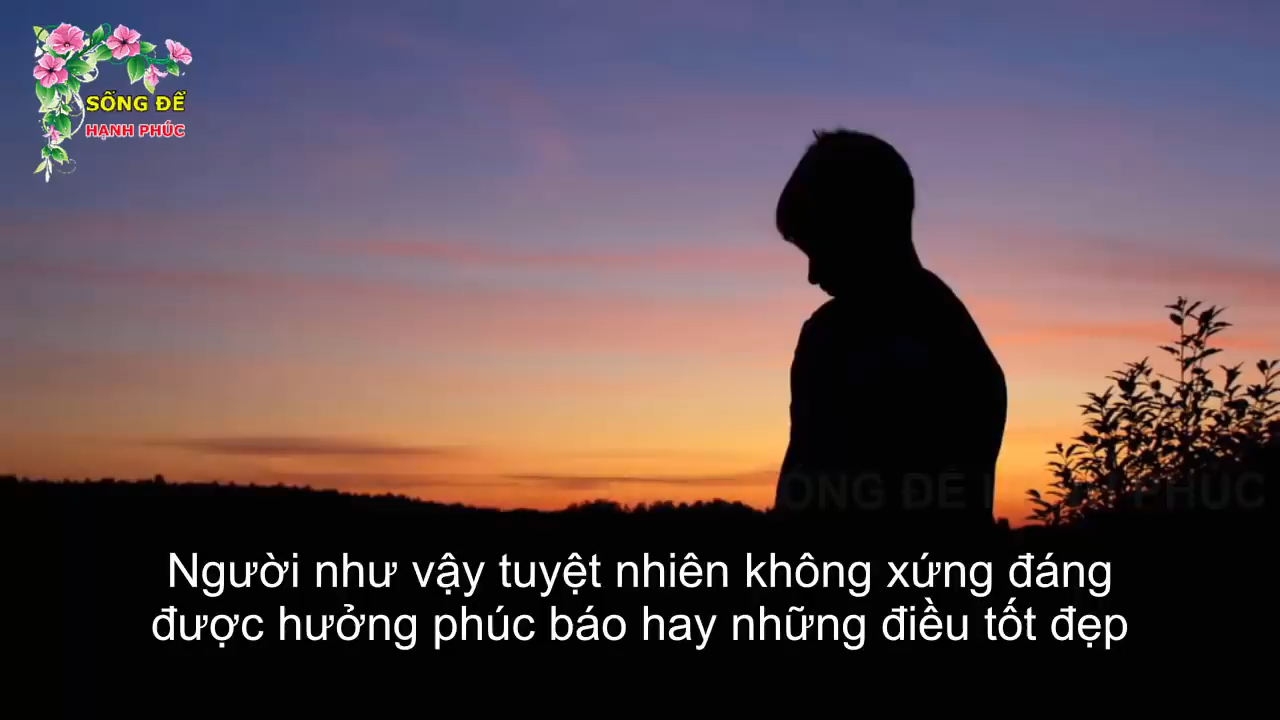 SỐNG ĐỂ
HẠNH PHÚC
Người như vậy tuyệt nhiên không xứng đáng
được hưởng phúc báo hay những điều tốt đẹp